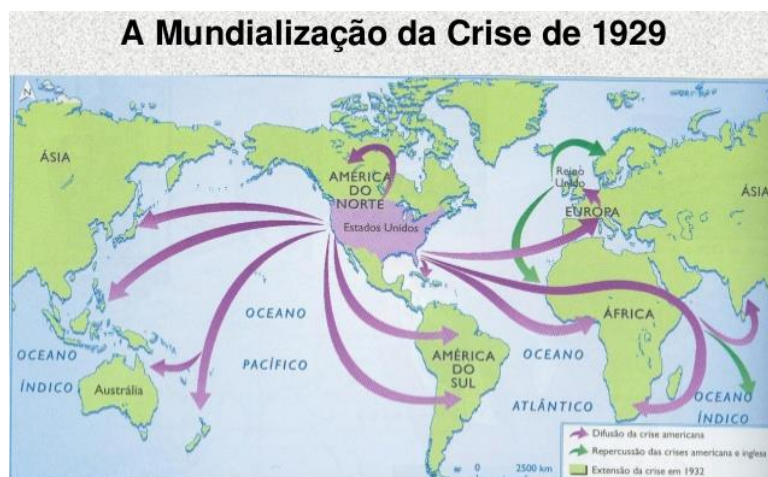 A Mundialização da Crise de 1929
N
ÁSIA
AMÉRICA
DO
NORTE
Estados Unidos
Reino
Unido
EUROPA
ÁSIA
OCEANO
PACÍFICO
OCEANO
ÍNDICO
Austrália
AMÉRICA
DO
SUL
OCEANO
ATLÂNTICO
ÁFRICA
OCEANO
ÍNDICO
0 2500 km
Difusão da crise americana
Repercussão das crises americana e inglesa
Extensão da crise em 1932